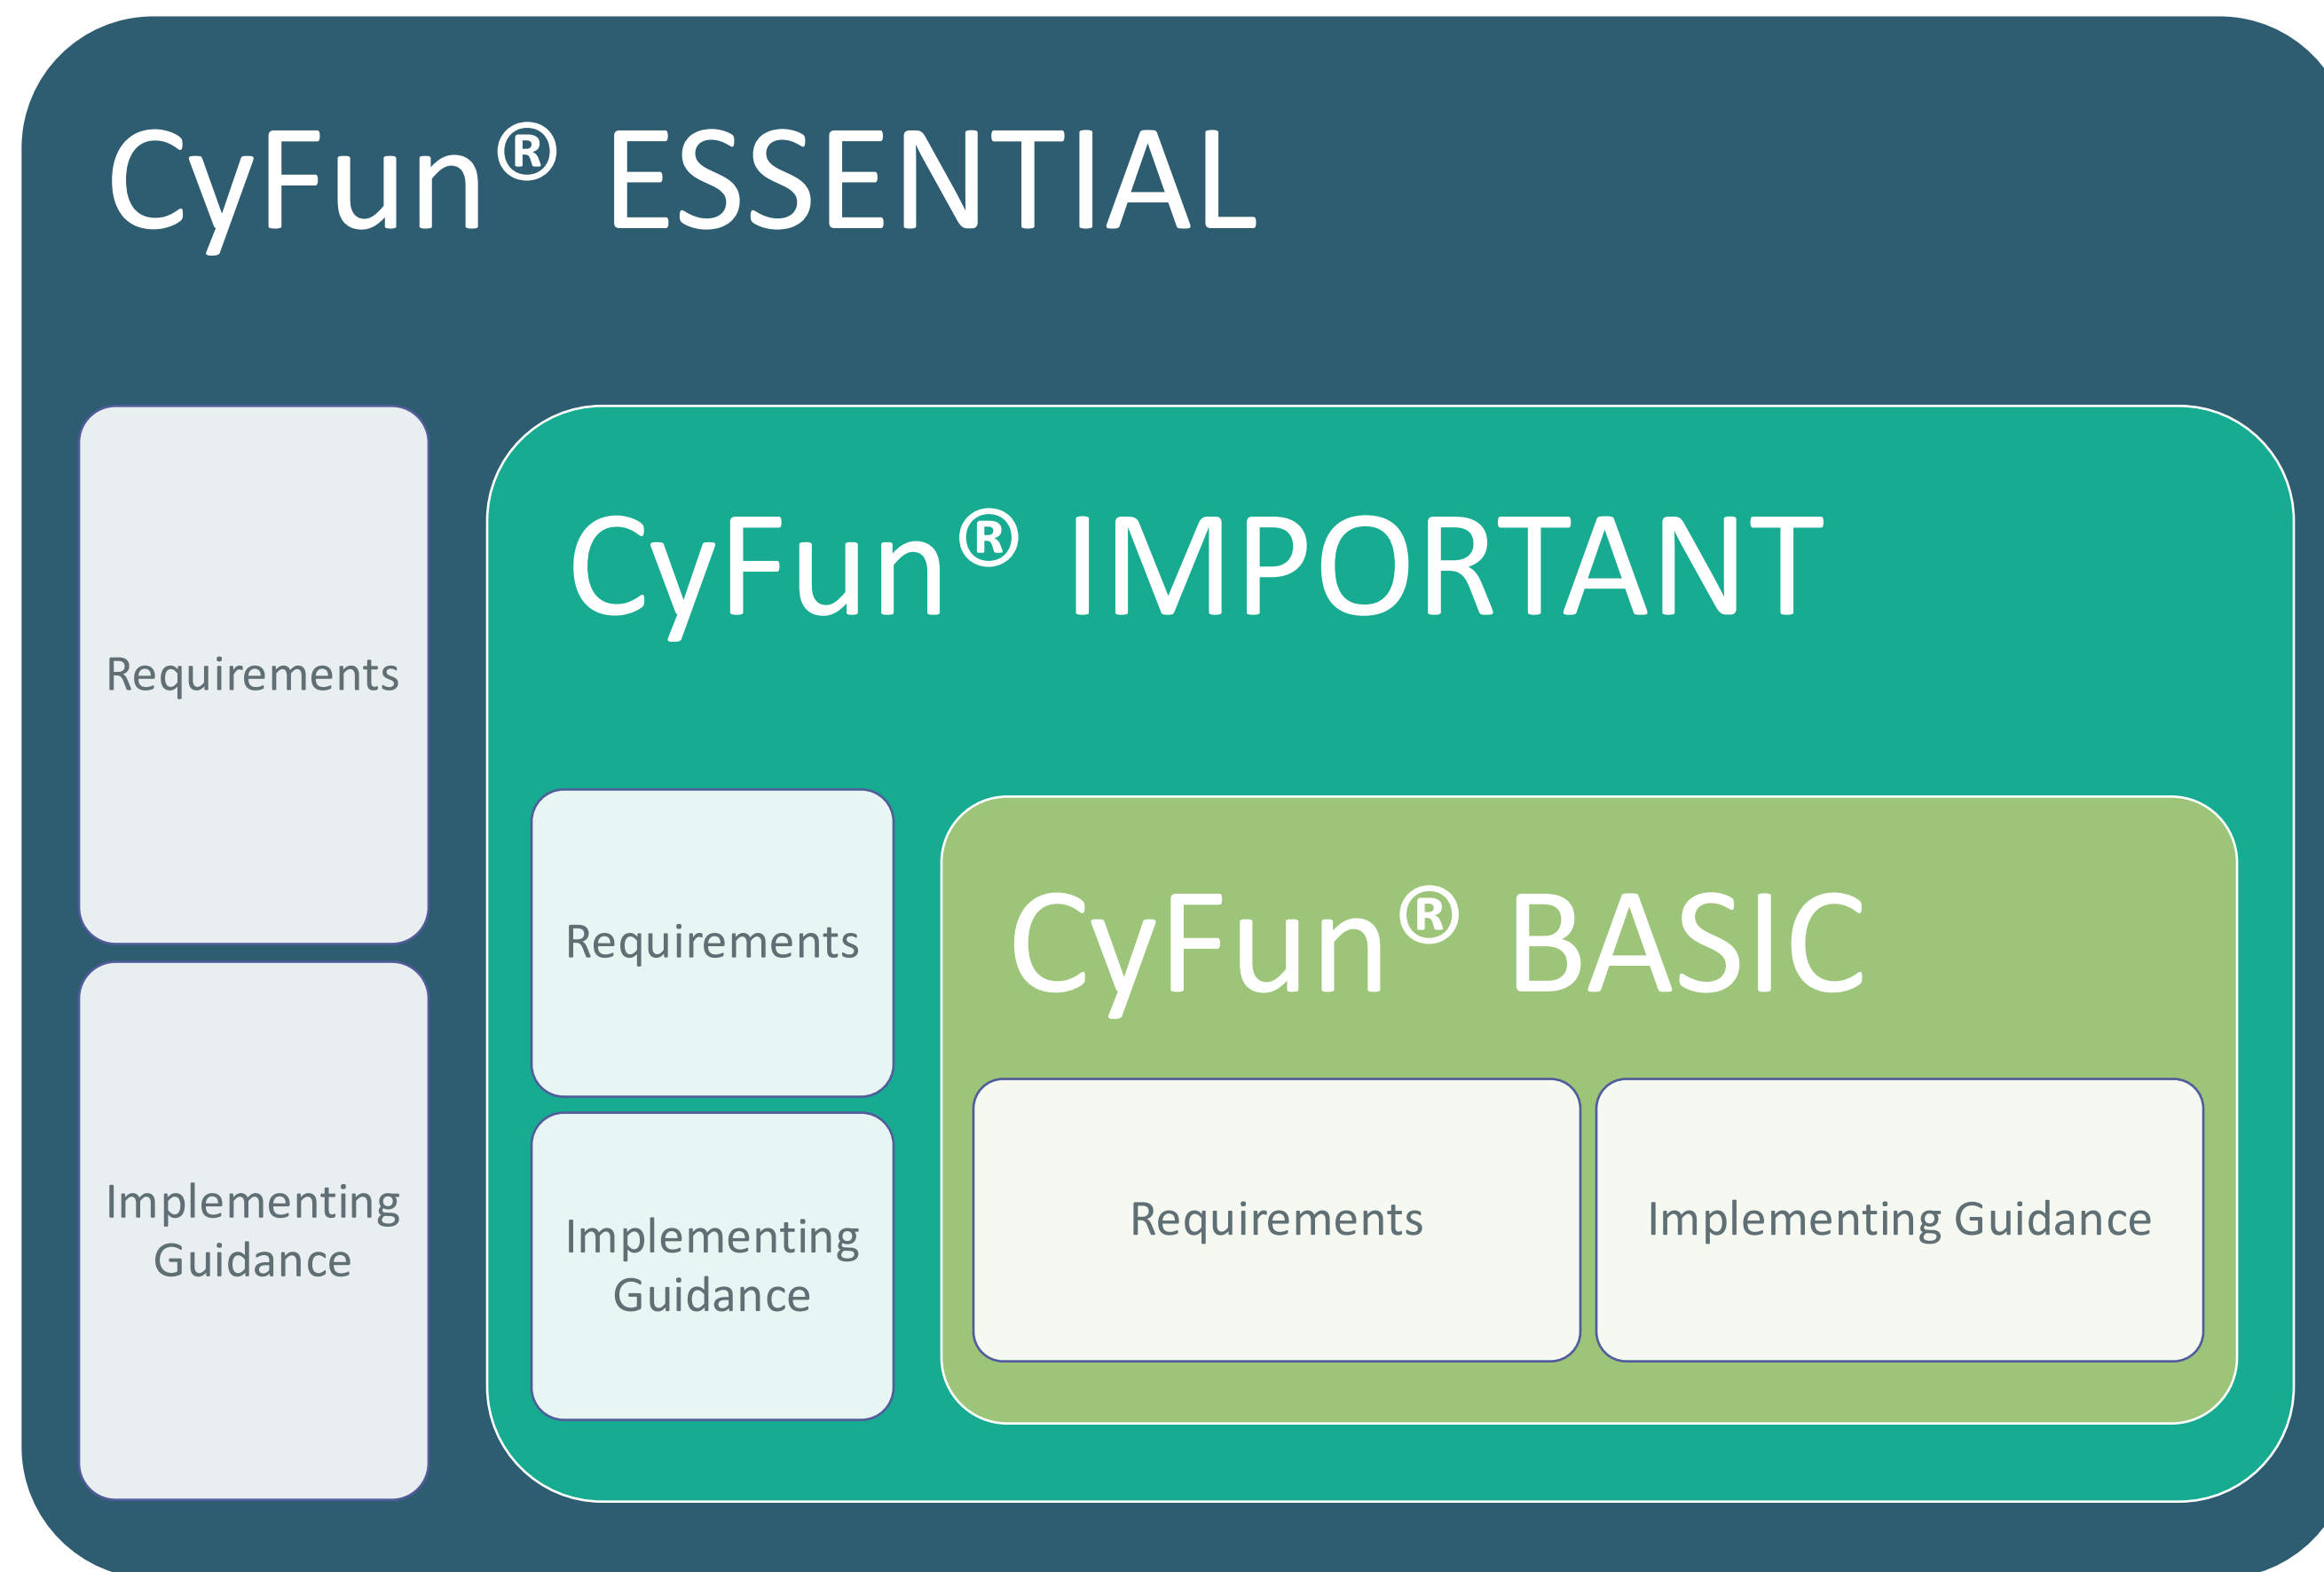 CyFun® ESSENTIAL
Requirements
Implementing
Guidance
CyFun® IMPORTANT
Requirements
Implementing
Guidance
CyFun® BASIC
Requirements
Implementing Guidance